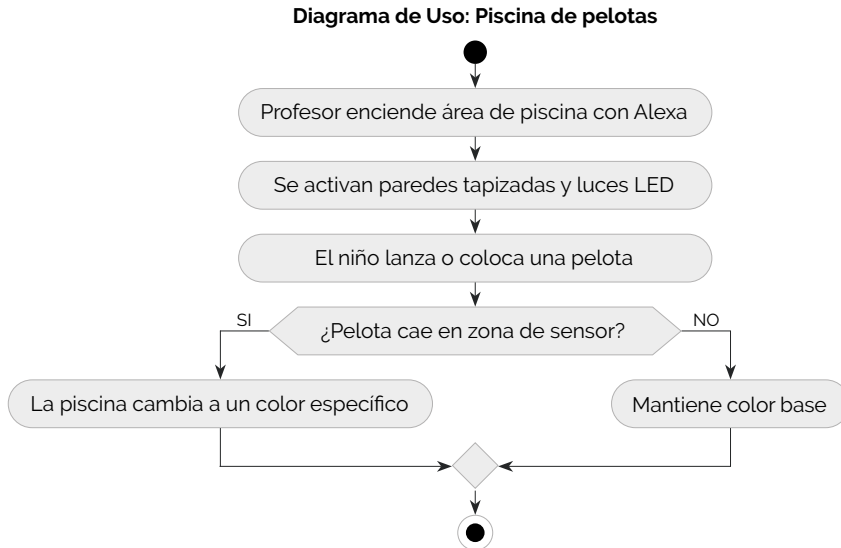 Diagrama de Uso: Piscina de pelotas
Profesor enciende área de piscina con Alexa
Se activan paredes tapizadas y luces LED
El niño lanza o coloca una pelota
SI
¿Pelota cae en zona de sensor?
NO
La piscina cambia a un color específico
Mantiene color base